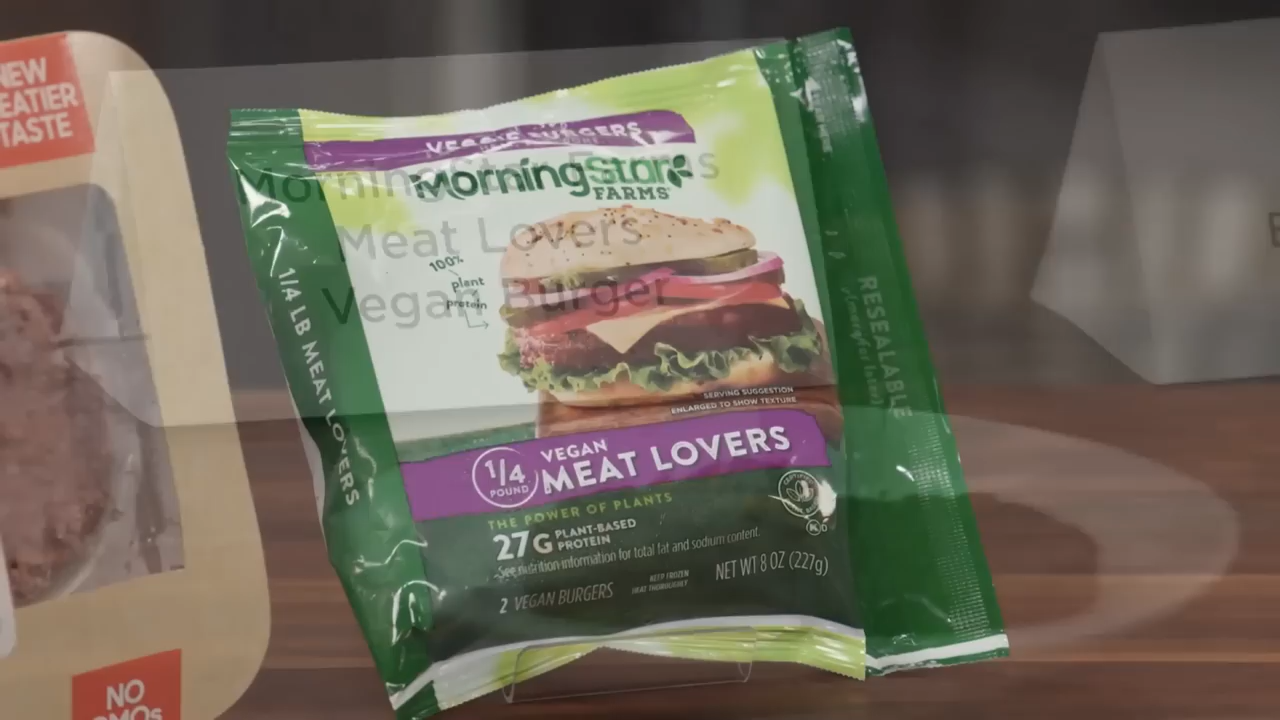 NEW
EATIER
TASTE
VEGGIE BURGERS
MorningStar
FARMS
MorningStar Farms
Meat Lovers
Vegan Burger
100%
plant
protein
SERVING SUGGESTION
ENLARGED TO SHOW TEXTURE
1/4 LB MEAT LOVERS
RESEALABLE
1/4
POUND
VEGAN
MEAT LOVERS
THE POWER OF PLANTS
27G PLANT-BASED
PROTEIN
See nutrition information for total fat and sodium content.
KEEP FROZEN
HEAT THOROUGHLY
NET WT 8 OZ (227g)
2 VEGAN BURGERS
NO
GMOs